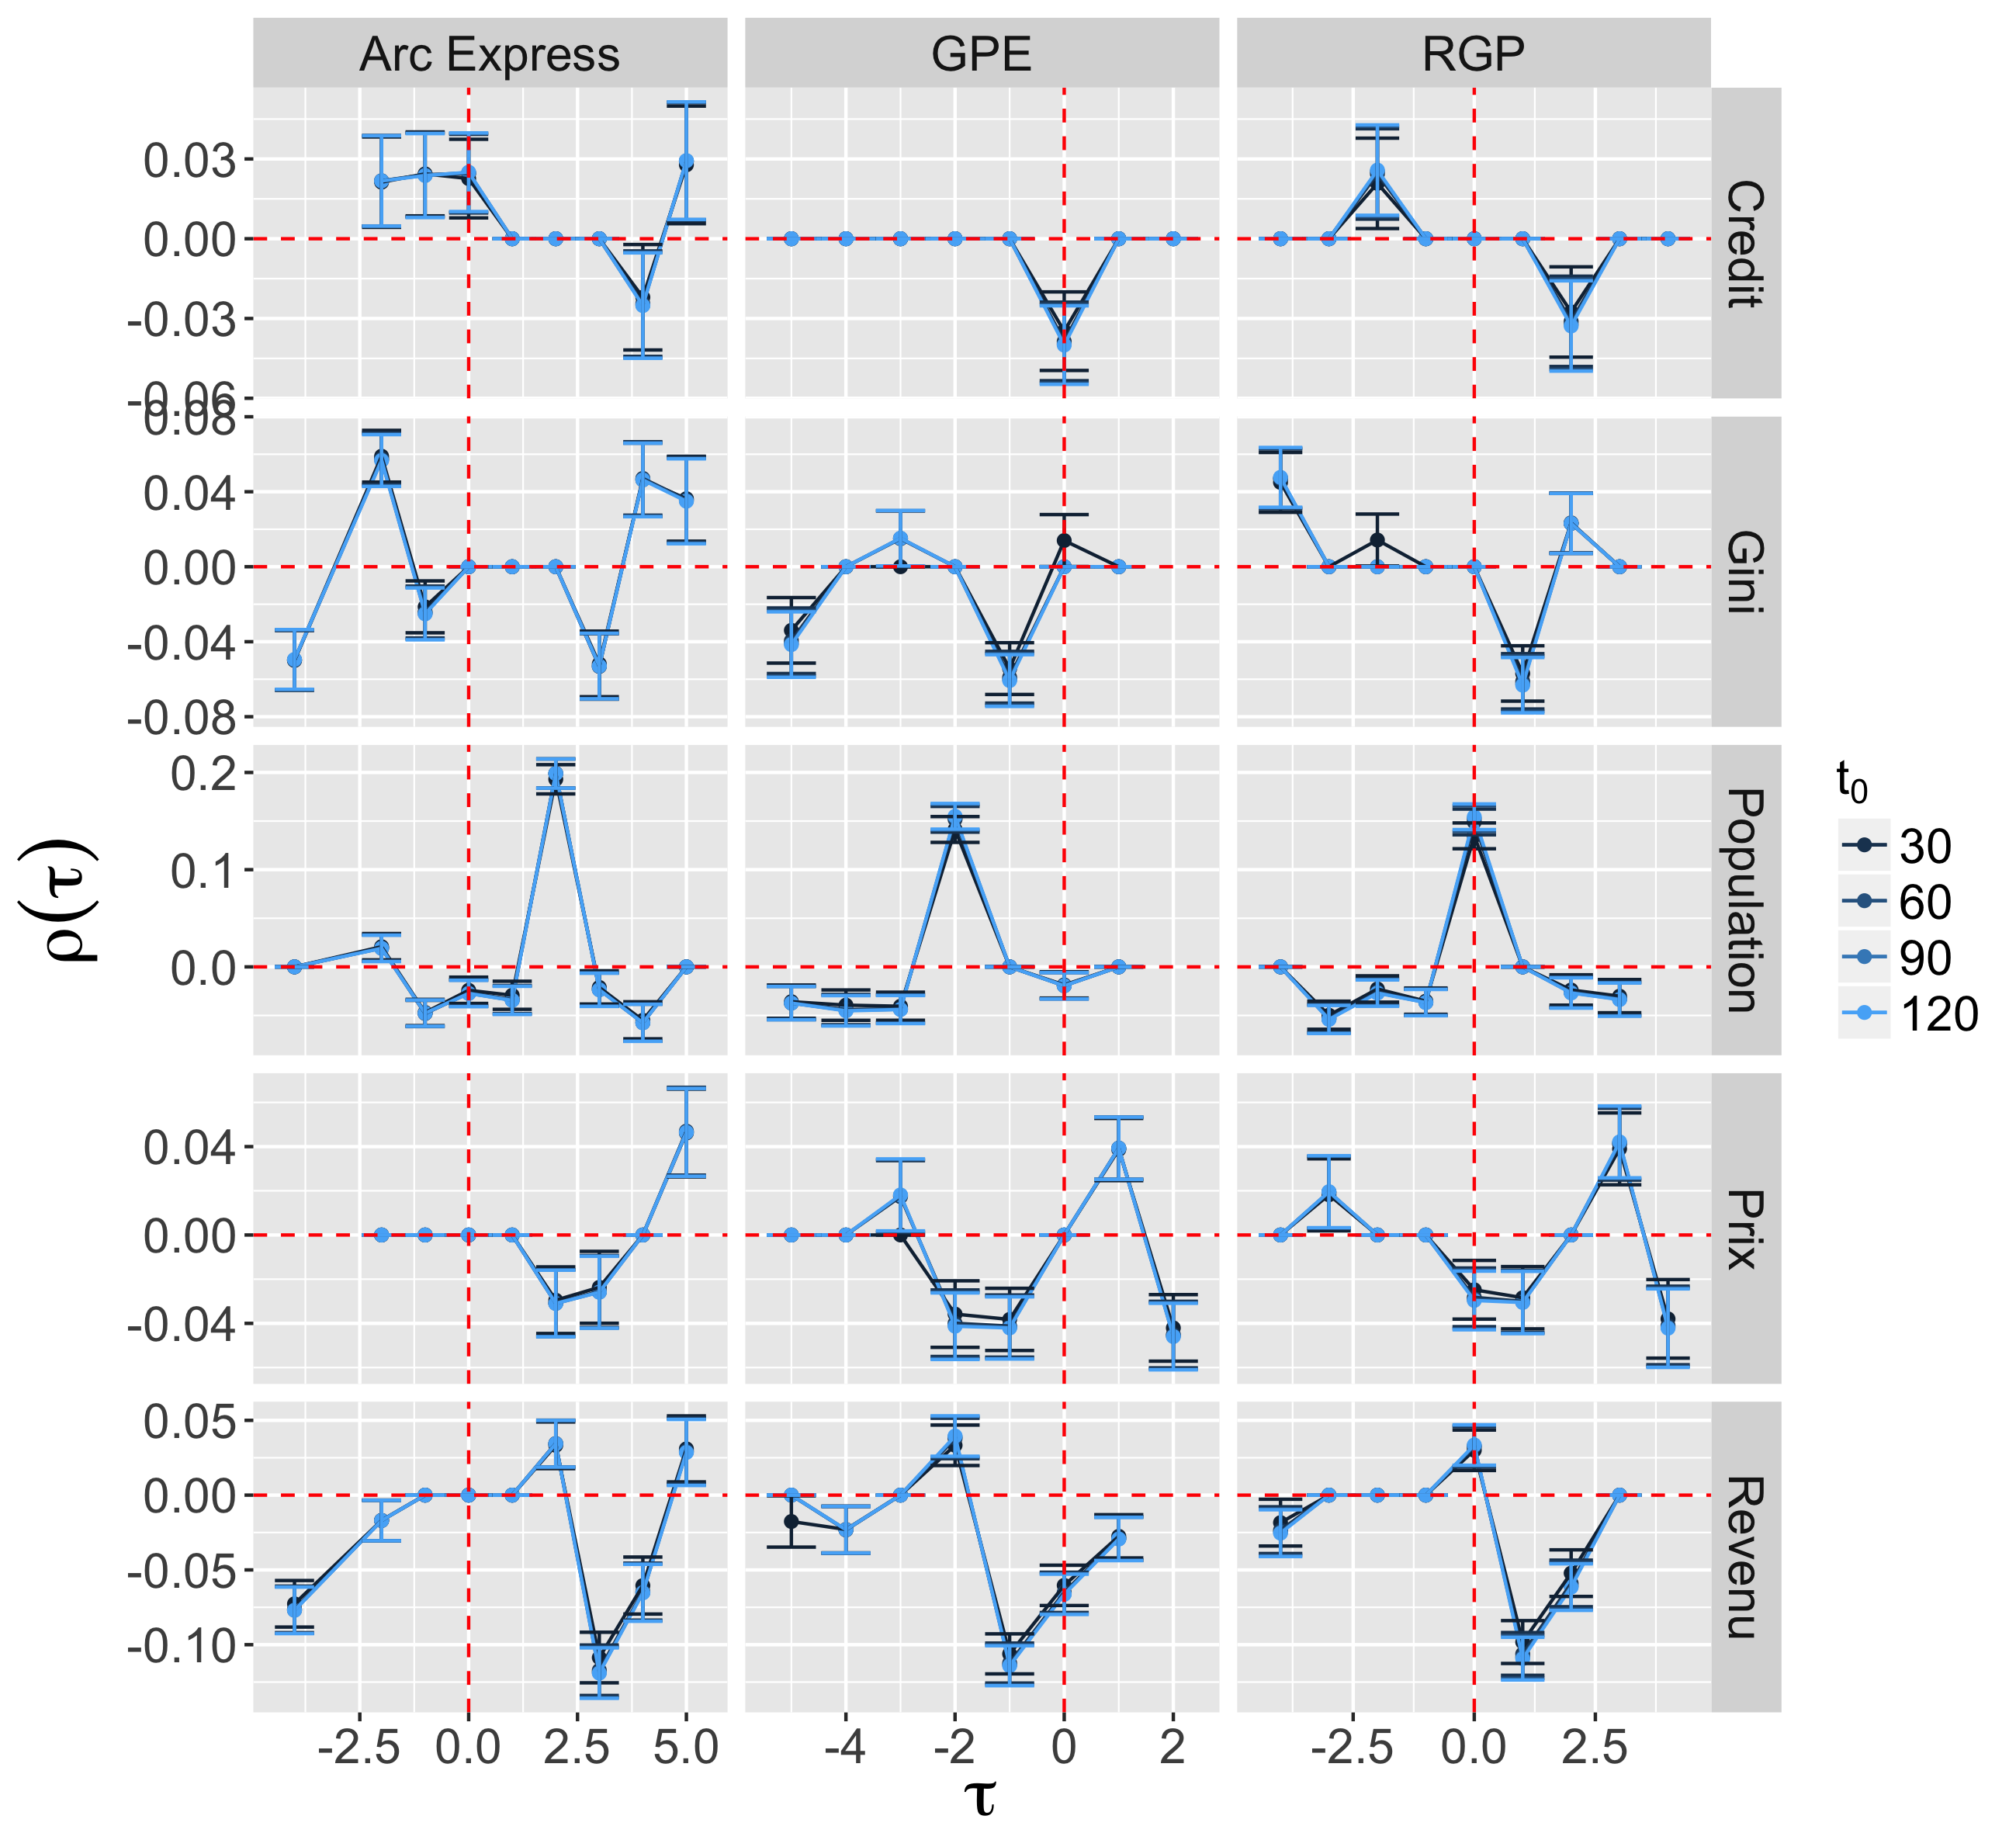 Arc Express GPE RGP
0.03
0.00
-0.03
-0.06
Credit
0.08
0.04
0.00
-0.04
-0.08
Gini
0.2
0.1
0.0
Population
0.04
0.00
-0.04
Prix
0.05
0.00
-0.05
-0.10
Revenu
-2.5 0.0 2.5 5.0 -4 -2 0 2 -2.5 0.0 2.5
τ
ρ(τ)
t0
30
60
90
120